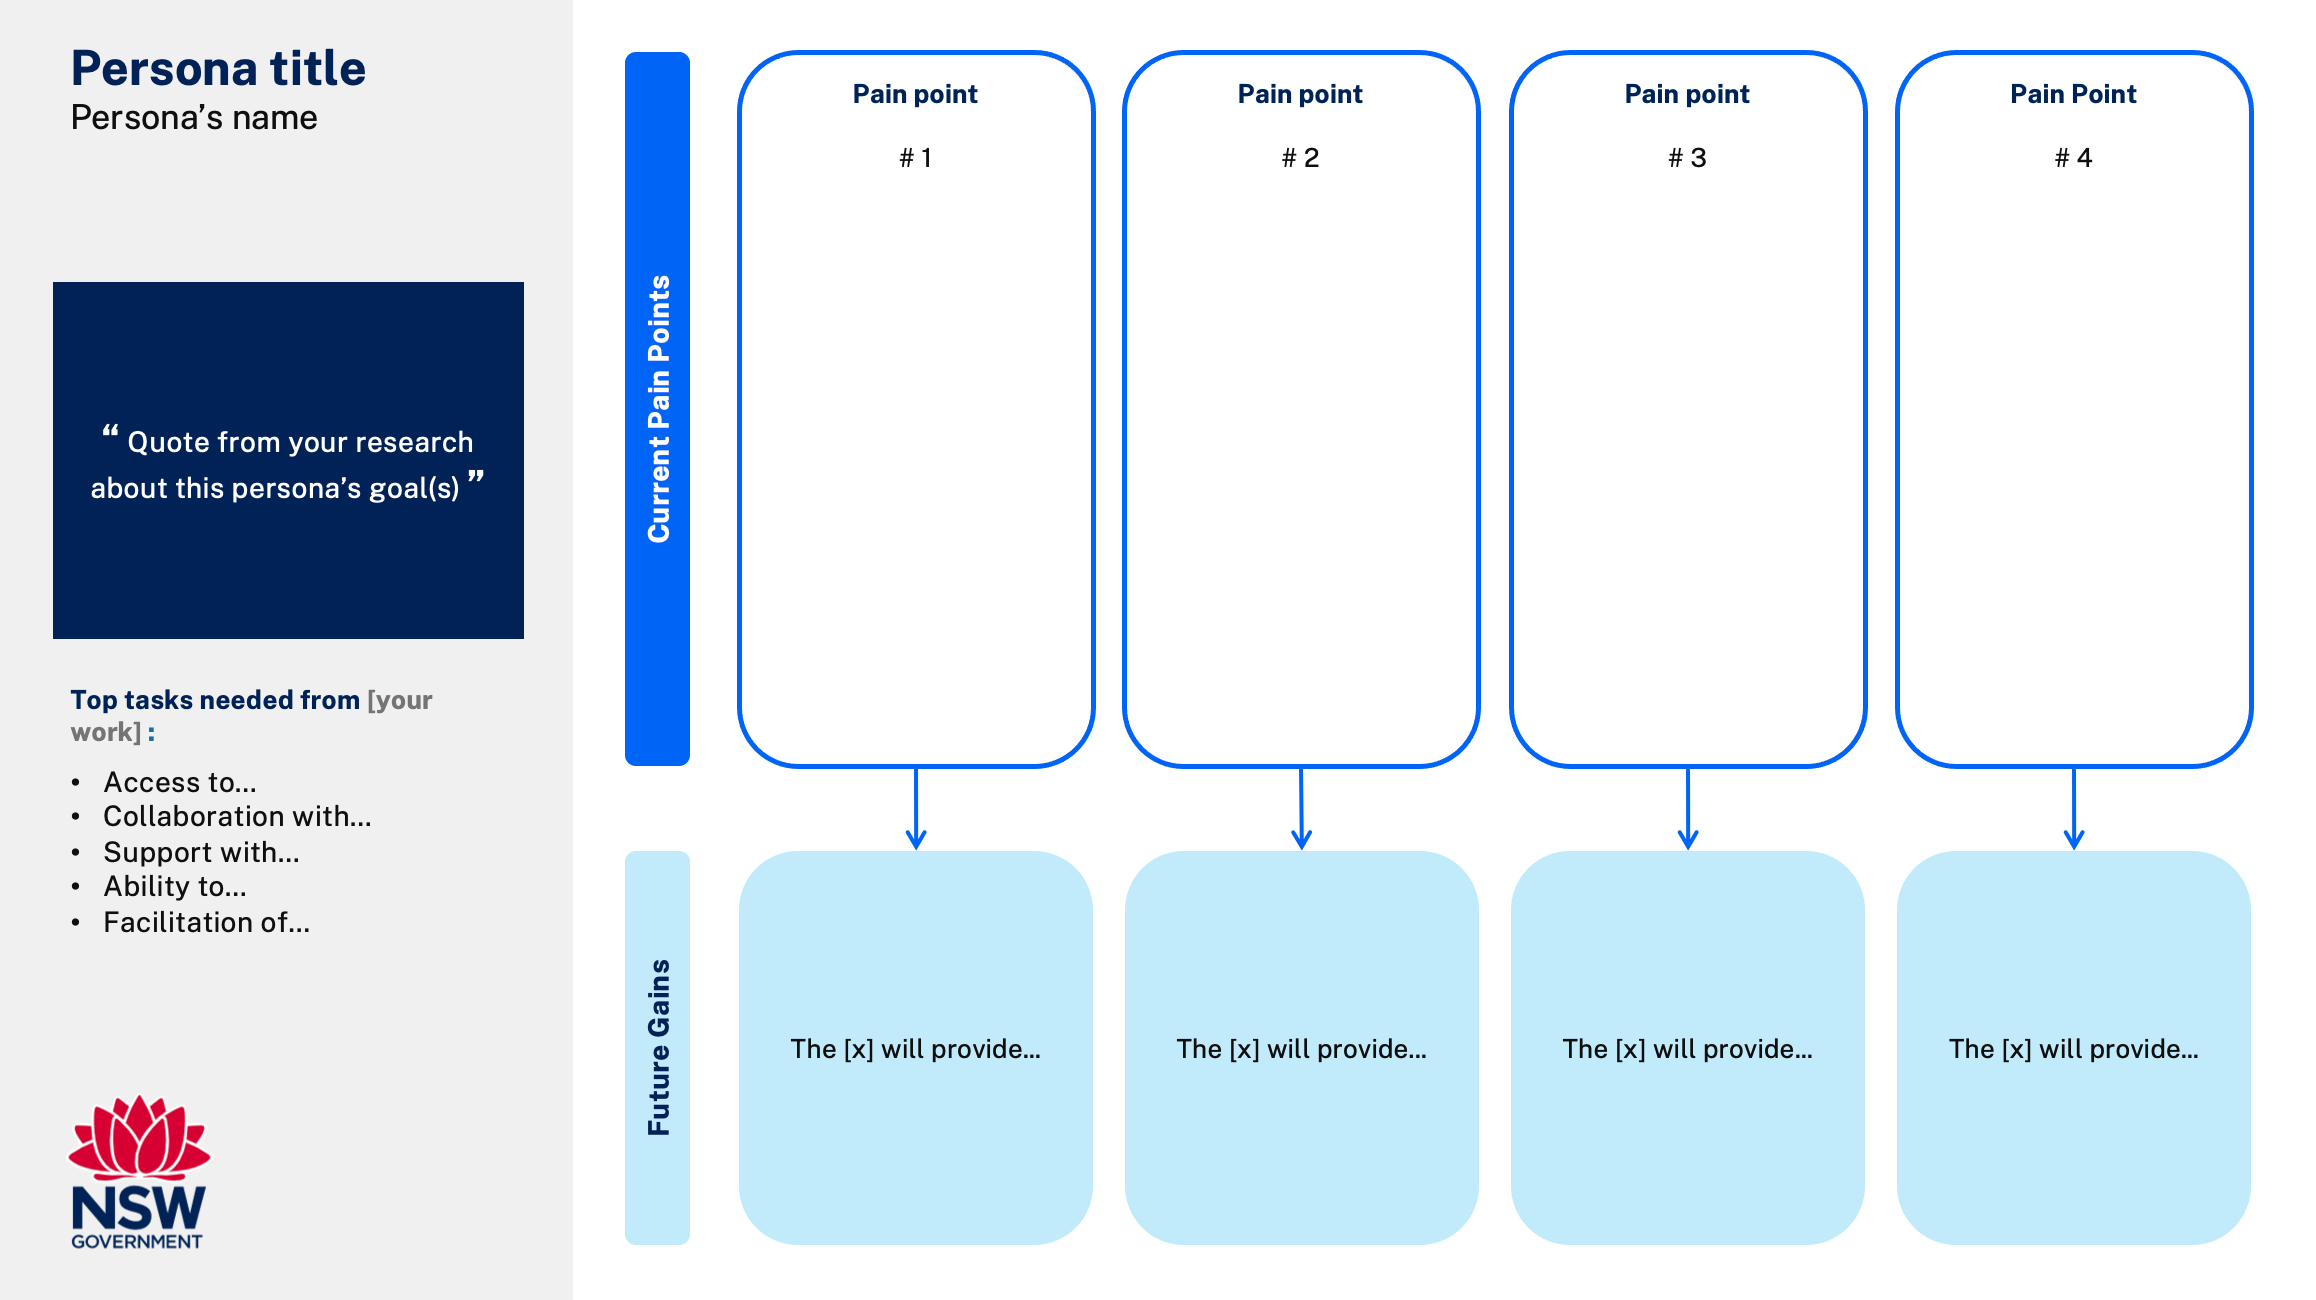 Persona title
Persona’s name
“ Quote from your research
about this persona’s goal(s) ”
Top tasks needed from [your
work] :
• Access to...
• Collaboration with...
• Support with...
• Ability to...
• Facilitation of...
NSW
GOVERNMENT
Current Pain Points
Pain point
# 1
Pain point
# 2
Pain point
# 3
Pain Point
# 4
Future Gains
The [x] will provide...
The [x] will provide...
The [x] will provide...
The [x] will provide...